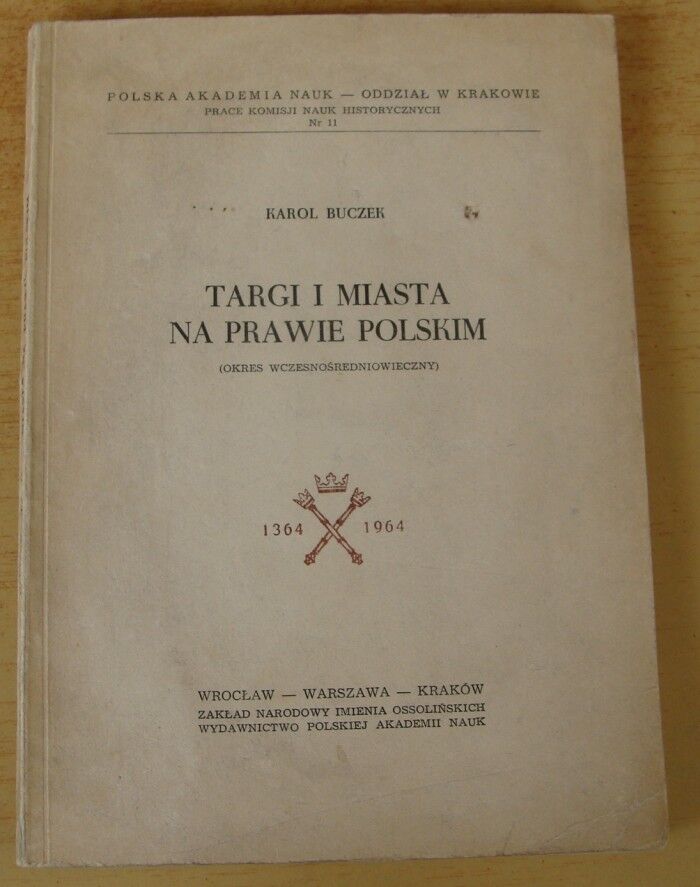 POLSKA AKADEMIA NAUK — ODDZIAŁ W KRAKOWIE
PRACE KOMISJI NAUK HISTORYCZNYCH
Nr 11
KAROL BUCZEK
TARGI I MIASTA
NA PRAWIE POLSKIM
(OKRES WCZESNOŚREDNIOWIECZNY)
1364 1964
WROCŁAW — WARSZAWA — KRAKÓW
ZAKŁAD NARODOWY IMIENIA OSSOLIŃSKICH
WYDAWNICTWO POLSKIEJ AKADEMII NAUK